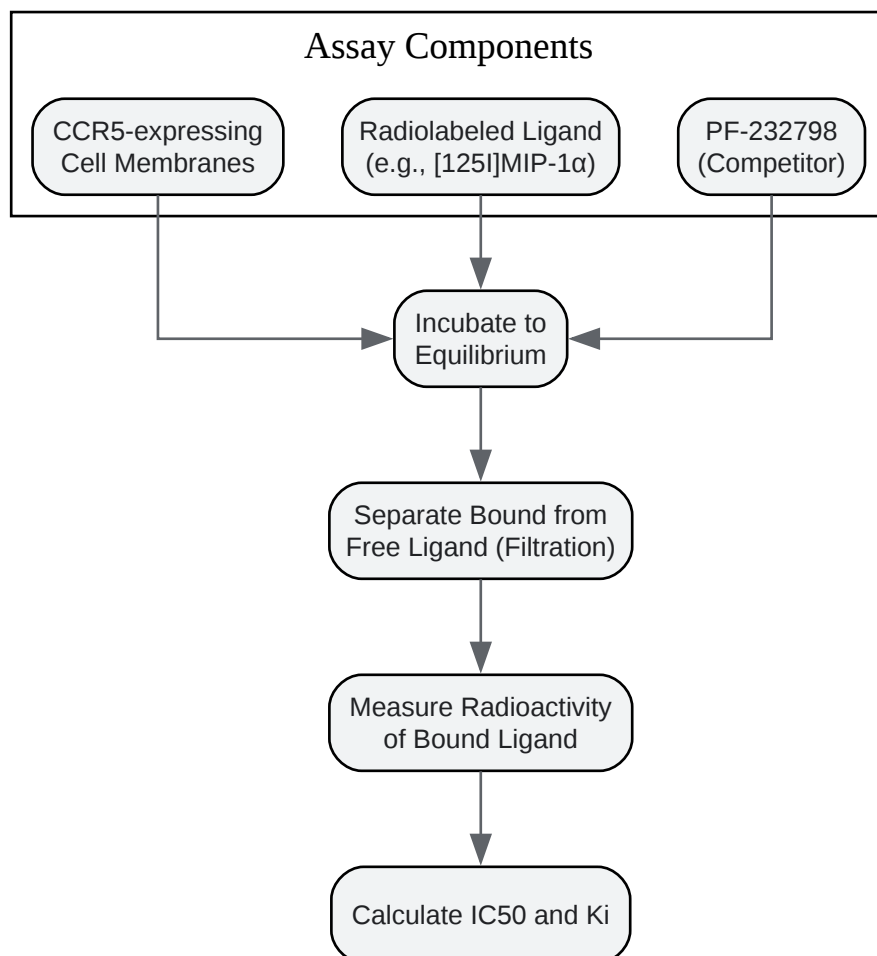 Assay Components
CCR5-expressing
Cell Membranes
Radiolabeled Ligand
(e.g., [125I]MIP-1α)
PF-232798
(Competitor)
Incubate to
Equilibrium
Separate Bound from
Free Ligand (Filtration)
Measure Radioactivity
of Bound Ligand
Calculate IC50 and Ki